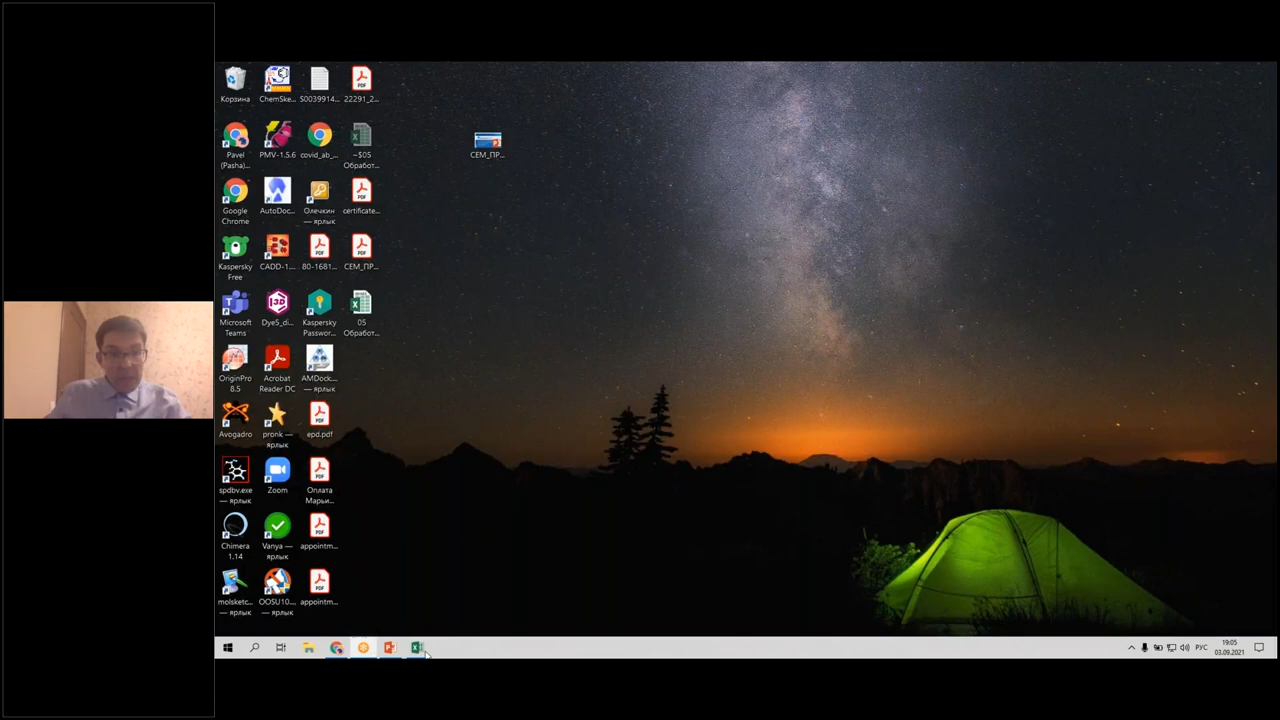 Корзина
ChemSke...
S0039914...
22291_2...
Pavel
(Pasha)...
PMV-1.5.6
covid_ab_...
~$05
Обработ...
СЕМ_ПР...
Google
Chrome
AutoDoc...
Олечкин
— ярлык
certificate...
Kaspersky
Free
CADD-1....
80-1681...
СЕМ_ПР...
Microsoft
Teams
Dye5_di...
Kaspersky
Passwor...
05
Обработ...
OriginPro
8.5
Acrobat
Reader DC
AMDock...
— ярлык
Avogadro
pronk —
ярлык
epd.pdf
spdbv.exe
— ярлык
Zoom
Оплата
Марьи...
Chimera
1.14
Vanya —
ярлык
appointm...
molsketc...
— ярлык
OOSU10...
— ярлык
appointm...
РУС
19:05
03.09.2021